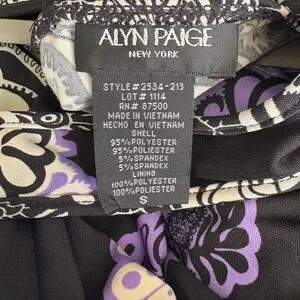 ALYN PAIGE
NEW YORK
STYLE# 2534-213
LOT # 1114
RN# 87500
MADE IN VIETNAM
HECHO EN VIETNAM
SHELL
95%POLYESTER
95%POLIESTER
5%SPANDEX
5%SPANDEX
LINING
100%POLYESTER
100%POLIESTER
S